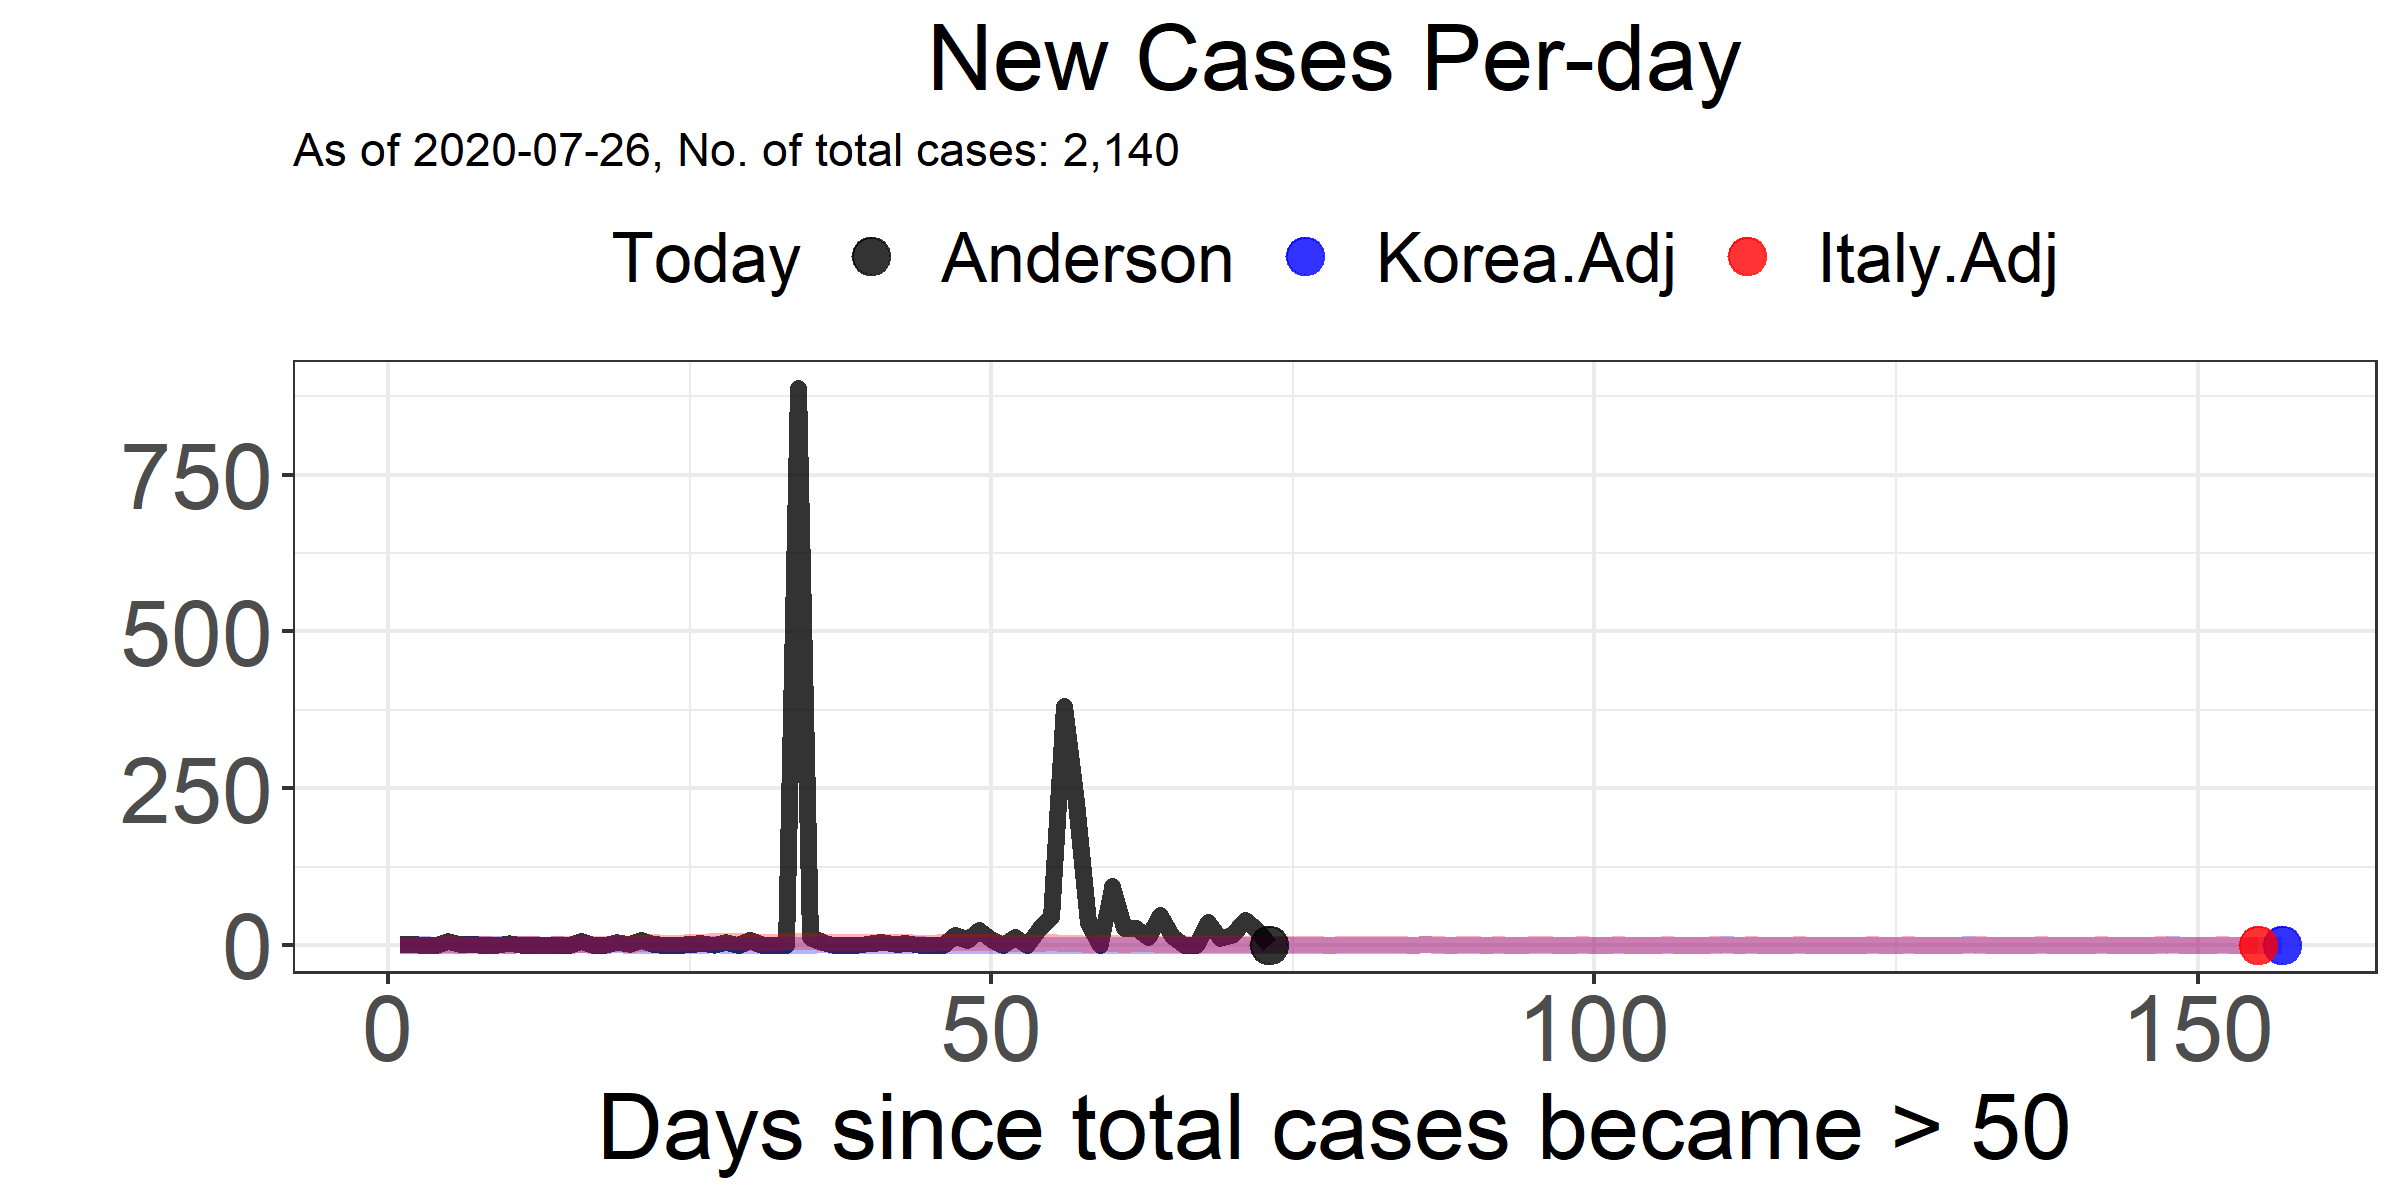 New Cases Per-day
As of 2020-07-26, No. of total cases: 2,140
Today Anderson Korea.Adj Italy.Adj
750
500
250
0
0 50 100 150
Days since total cases became > 50